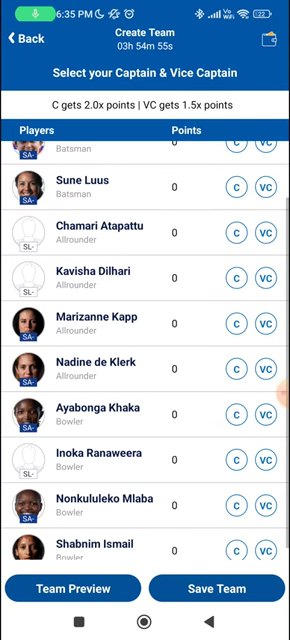 6:35 PM
Vo
WiFi
22
Back
Create Team
03h 54m 55s
Select your Captain & Vice Captain
C gets 2.0x points | VC gets 1.5x points
Players Points
SA-
Batsman
0
C VC
Sune Luus
Batsman
SA-
0
C VC
Chamari Atapattu
Allrounder
SL-
0
C VC
Kavisha Dilhari
Allrounder
SL-
0
C VC
Marizanne Kapp
Allrounder
SA-
0
C VC
Nadine de Klerk
Allrounder
SA-
0
C VC
Ayabonga Khaka
Bowler
SA-
0
C VC
Inoka Ranaweera
Bowler
SL-
0
C VC
Nonkululeko Mlaba
Bowler
SA-
0
C VC
Shabnim Ismail
Bowler
0
C VC
Team Preview
Save Team